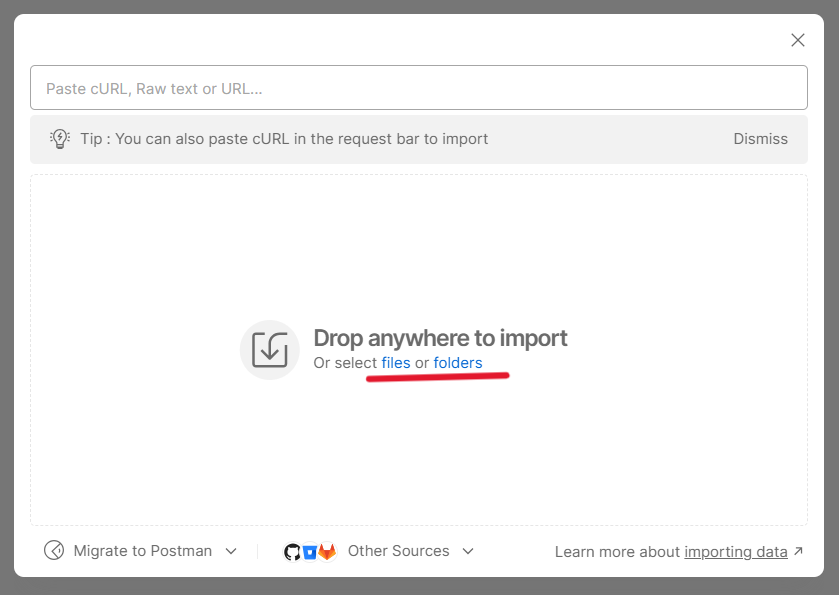 Paste cURL, Raw text or URL...
Tip : You can also paste cURL in the request bar to import
Dismiss
Drop anywhere to import
Or select files or folders
Migrate to Postman
Other Sources
Learn more about importing data